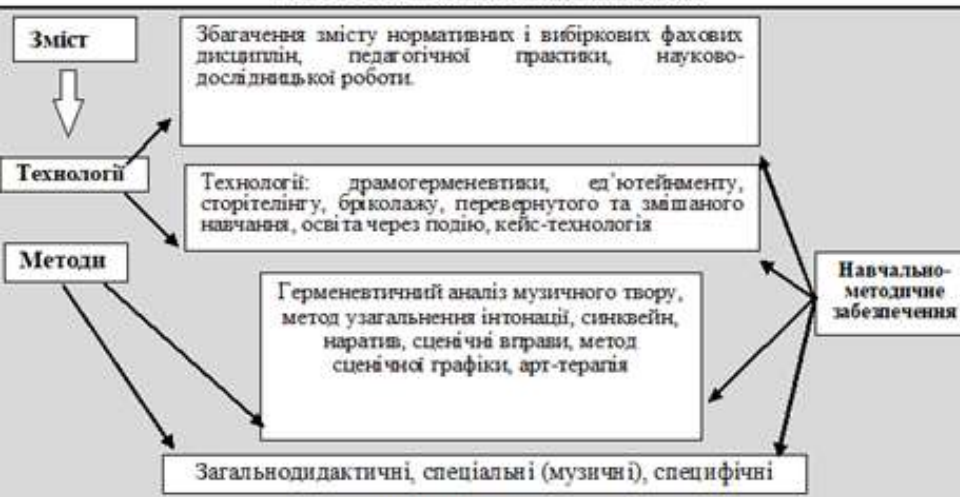 Зміст
Збагачення змісту нормативних і вибіркових фахових
дисциплін, педагогічної практики, науково-
дослідницької роботи.
Технології
Технології: драмогерменевтики, ед’ютейнменту,
сторітелінгу, бріколажу, перевернутого та змішаного
навчання, освіта через подію, кейс-технологія
Методи
Герменевтичний аналіз музичного твору,
метод узагальнення інтонації, синквейн,
наратив, сценічні вправи, метод
сценічної графіки, арт-терапія
Навчально-
методичне
забезпечення
Загальнодидактичні, спеціальні (музичні), специфічні